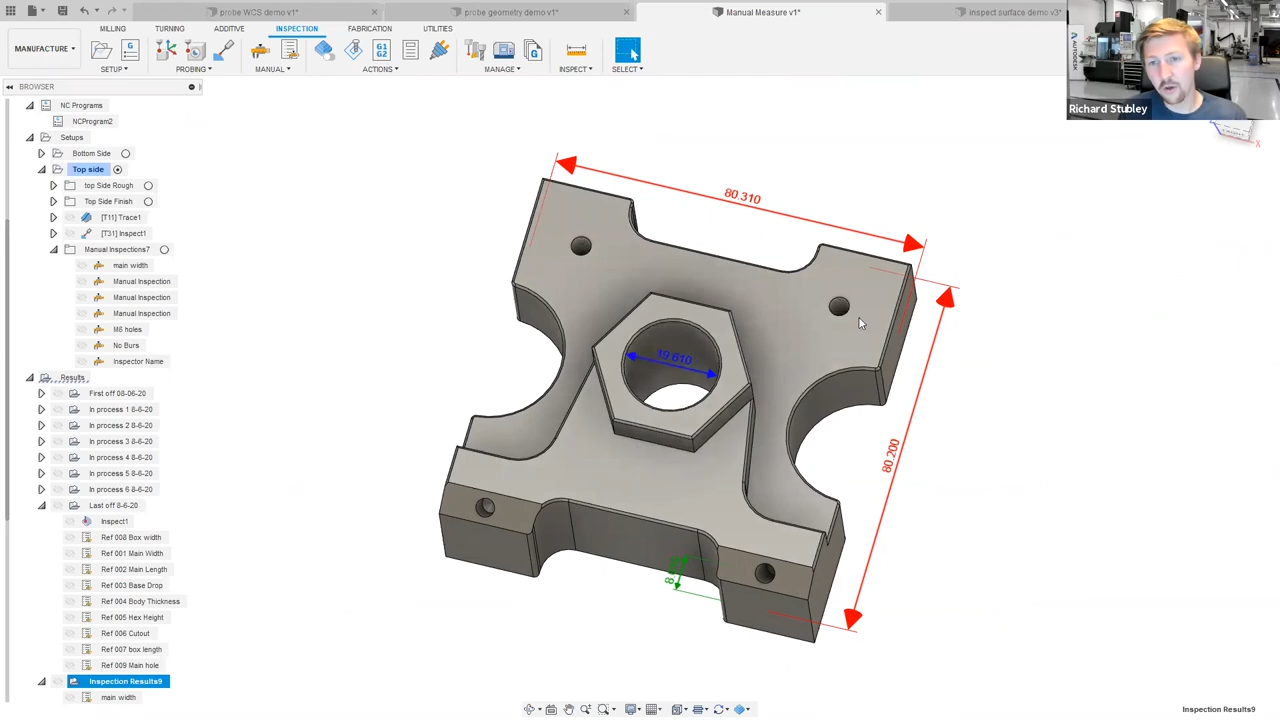 probe WCS demo v1*
probe geometry demo v1*
Manual Measure v1*
inspect surface demo v3*
MILLING
TURNING
ADDITIVE
INSPECTION
FABRICATION
UTILITIES
MANUFACTURE
SETUP
PROBING
MANUAL
ACTIONS
MANAGE
INSPECT
SELECT
G1
G2
AUTODESK
Richard Stubley
BROWSER
NC Programs
NCProgram2
Setups
Bottom Side
Top side
top Side Rough
Top Side Finish
[T11] Trace1
[T31] Inspect1
Manual Inspections7
main width
Manual Inspection
Manual Inspection
Manual Inspection
M6 holes
No Burs
Inspector Name
Results
First off 08-06-20
In process 1 8-6-20
In process 2 8-6-20
In process 3 8-6-20
In process 4 8-6-20
In process 5 8-6-20
In process 6 8-6-20
Last off 8-6-20
Inspect1
Ref 008 Box width
Ref 001 Main Width
Ref 002 Main Length
Ref 003 Base Drop
Ref 004 Body Thickness
Ref 005 Hex Height
Ref 006 Cutout
Ref 007 box length
Ref 009 Main hole
Inspection Results9
main width
80.310
19.610
80.200
X
Inspection Results9